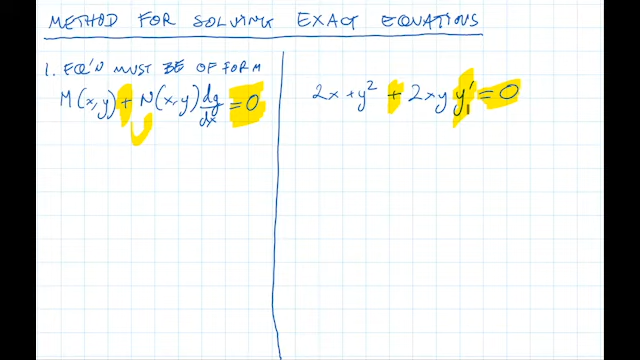 METHOD FOR SOLVING EXACT EQUATIONS
1. EQ'N MUST BE OF FORM
M(x,y) + N(x,y) dy/dx = 0
2x + y² + 2xy y' = 0